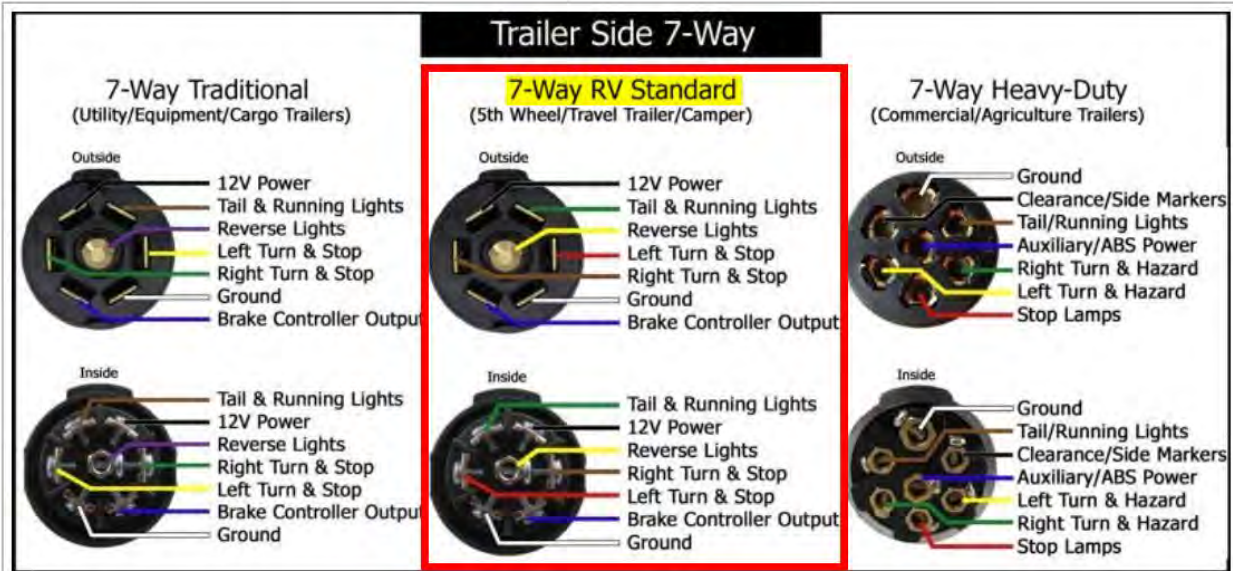 Trailer Side 7-Way
7-Way Traditional
(Utility/Equipment/Cargo Trailers)
Outside
12V Power
Tail & Running Lights
Reverse Lights
Left Turn & Stop
Right Turn & Stop
Ground
Brake Controller Output
Inside
Tail & Running Lights
12V Power
Reverse Lights
Right Turn & Stop
Left Turn & Stop
Brake Controller Output
Ground
7-Way RV Standard
(5th Wheel/Travel Trailer/Camper)
Outside
12V Power
Tail & Running Lights
Reverse Lights
Left Turn & Stop
Right Turn & Stop
Ground
Brake Controller Output
Inside
Tail & Running Lights
12V Power
Reverse Lights
Right Turn & Stop
Left Turn & Stop
Brake Controller Output
Ground
7-Way Heavy-Duty
(Commercial/Agriculture Trailers)
Outside
Ground
Clearance/Side Markers
Tail/Running Lights
Auxiliary/ABS Power
Right Turn & Hazard
Left Turn & Hazard
Stop Lamps
Inside
Ground
Tail/Running Lights
Clearance/Side Markers
Auxiliary/ABS Power
Left Turn & Hazard
Right Turn & Hazard
Stop Lamps